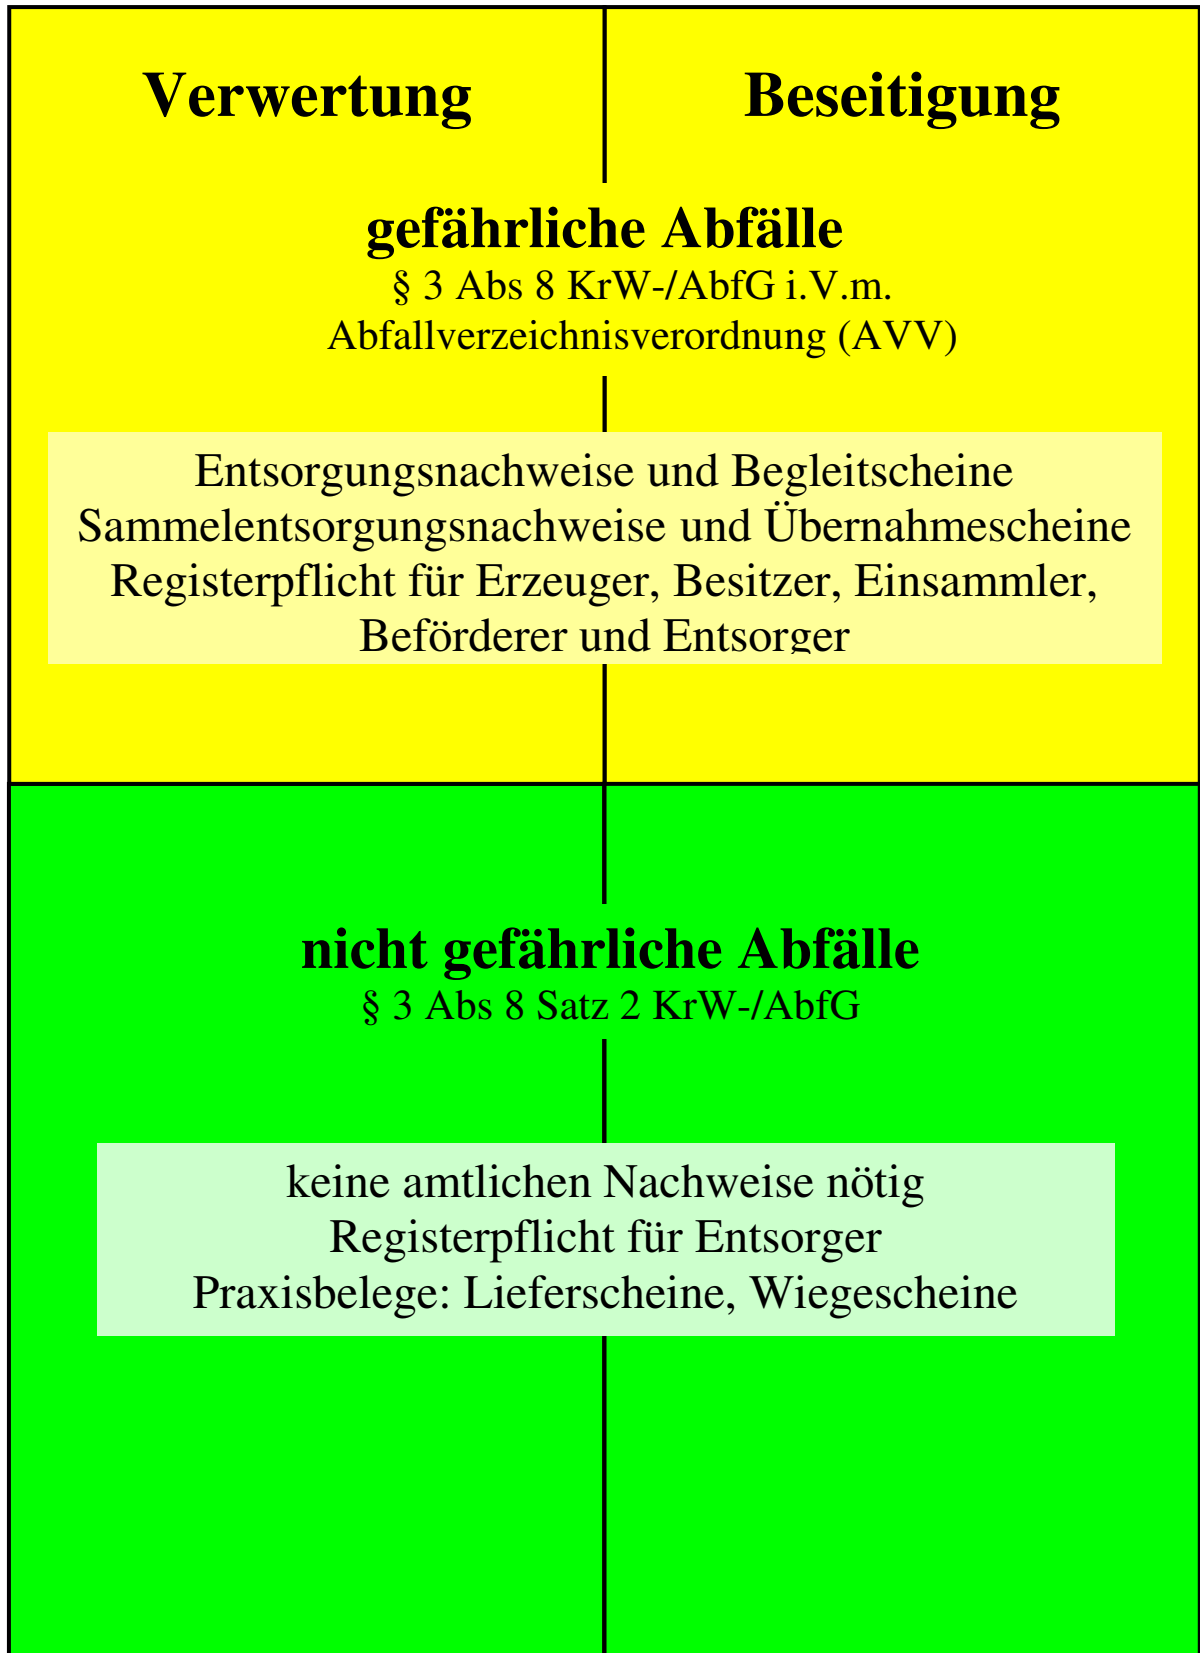 Verwertung
Beseitigung
gefährliche Abfälle
§ 3 Abs 8 KrW-/AbfG i.V.m.
Abfallverzeichnisverordnung (AVV)
Entsorgungsnachweise und Begleitscheine
Sammelentsorgungsnachweise und Übernahmescheine
Registerpflicht für Erzeuger, Besitzer, Einsammler,
Beförderer und Entsorger
nicht gefährliche Abfälle
§ 3 Abs 8 Satz 2 KrW-/AbfG
keine amtlichen Nachweise nötig
Registerpflicht für Entsorger
Praxisbelege: Lieferscheine, Wiegescheine